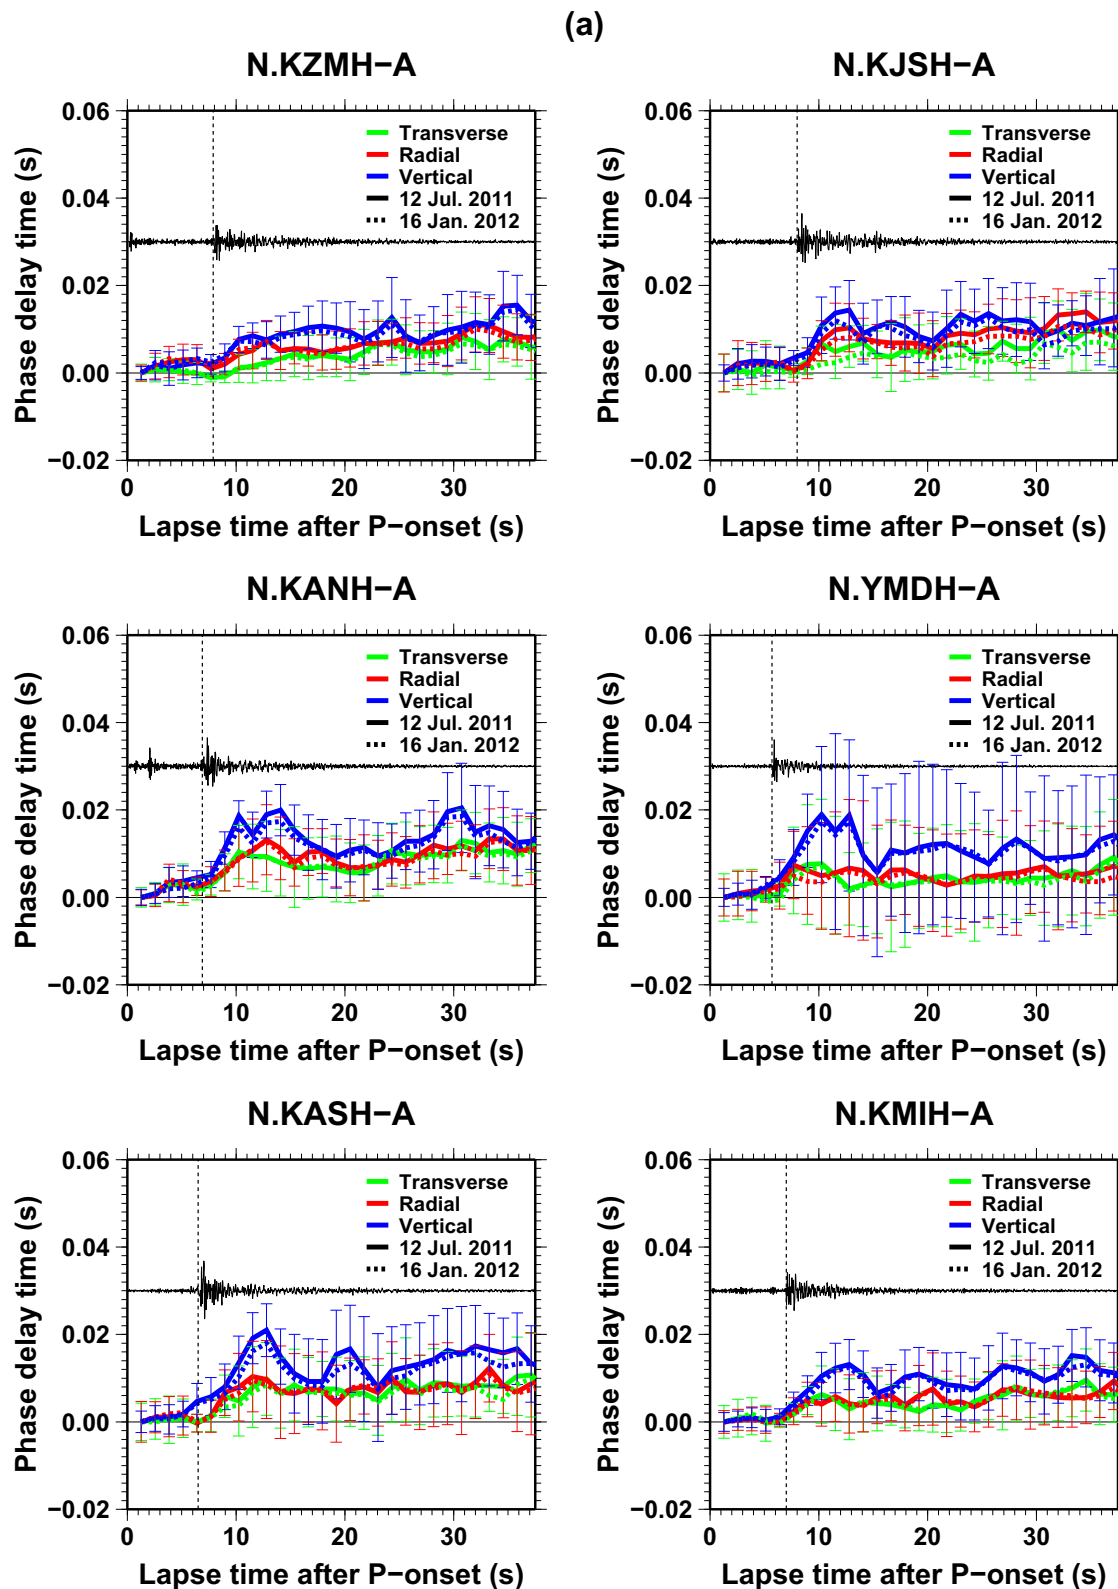 (a)
N.KZMH−A
0.06
0.04
0.02
0.00
−0.02
Phase delay time (s)
Transverse
Radial
Vertical
12 Jul. 2011
16 Jan. 2012
0 10 20 30
Lapse time after P−onset (s)
N.KJSH−A
0.06
0.04
0.02
0.00
−0.02
Phase delay time (s)
Transverse
Radial
Vertical
12 Jul. 2011
16 Jan. 2012
0 10 20 30
Lapse time after P−onset (s)
N.KANH−A
0.06
0.04
0.02
0.00
−0.02
Phase delay time (s)
Transverse
Radial
Vertical
12 Jul. 2011
16 Jan. 2012
0 10 20 30
Lapse time after P−onset (s)
N.YMDH−A
0.06
0.04
0.02
0.00
−0.02
Phase delay time (s)
Transverse
Radial
Vertical
12 Jul. 2011
16 Jan. 2012
0 10 20 30
Lapse time after P−onset (s)
N.KASH−A
0.06
0.04
0.02
0.00
−0.02
Phase delay time (s)
Transverse
Radial
Vertical
12 Jul. 2011
16 Jan. 2012
0 10 20 30
Lapse time after P−onset (s)
N.KMIH−A
0.06
0.04
0.02
0.00
−0.02
Phase delay time (s)
Transverse
Radial
Vertical
12 Jul. 2011
16 Jan. 2012
0 10 20 30
Lapse time after P−onset (s)